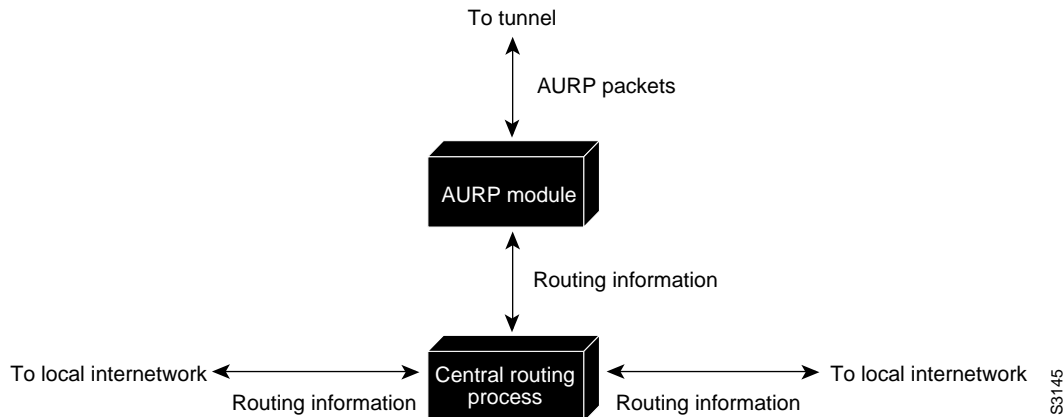 To tunnel
AURP packets
AURP module
Routing information
Central routing
process
To local internetwork
Routing information
Routing information
To local internetwork
S3145